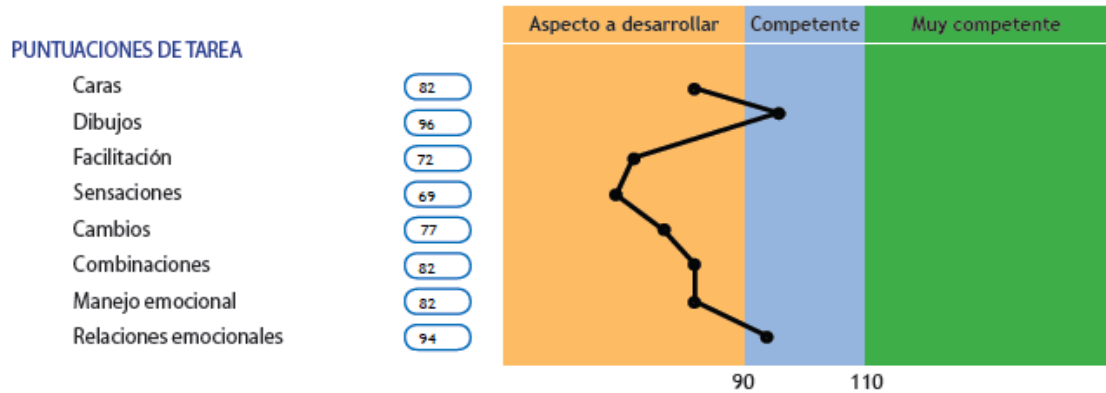 Aspecto a desarrollar Competente Muy competente
PUNTUACIONES DE TAREA
Caras 82
Dibujos 96
Facilitación 72
Sensaciones 69
Cambios 77
Combinaciones 82
Manejo emocional 82
Relaciones emocionales 94
90 110